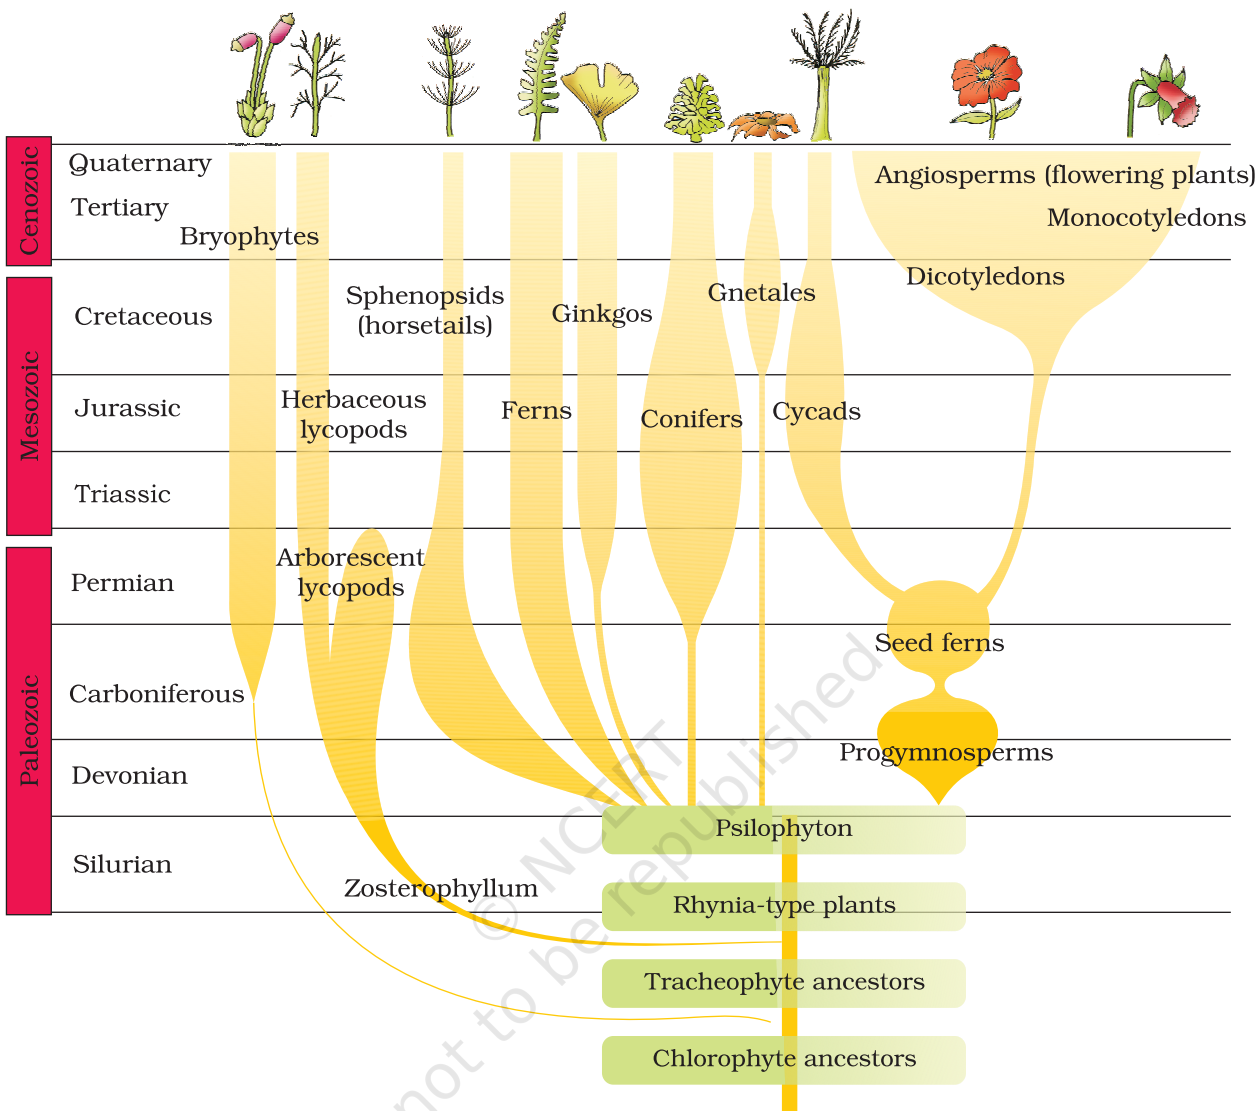 Cenozoic
Quaternary
Tertiary
Bryophytes
Angiosperms (flowering plants)
Monocotyledons
Dicotyledons
Mesozoic
Cretaceous
Sphenopsids
(horsetails)
Ginkgos
Gnetales
Jurassic
Herbaceous
lycopods
Ferns
Conifers
Cycads
Triassic
Paleozoic
Permian
Arborescent
lycopods
Seed ferns
Carboniferous
Progymnosperms
Devonian
Psilophyton
Silurian
Zosterophyllum
Rhynia-type plants
Tracheophyte ancestors
Chlorophyte ancestors
© NCERT
not to be republished